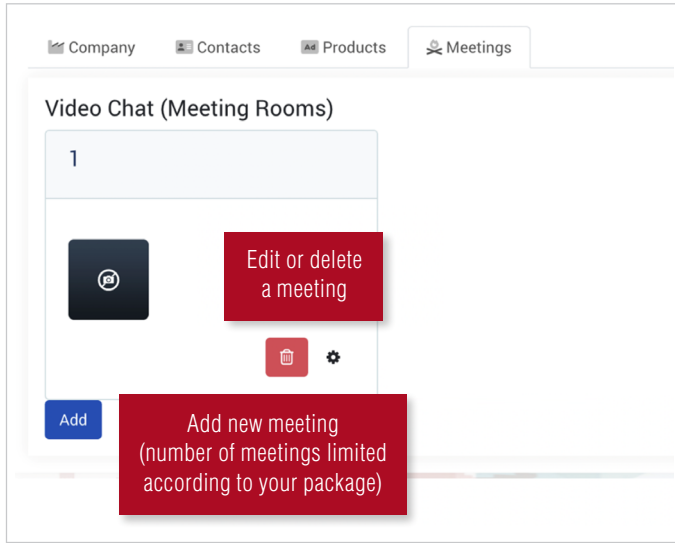 Company Contacts Ad Products Meetings
Video Chat (Meeting Rooms)
1
Edit or delete
a meeting
Add
Add new meeting
(number of meetings limited
according to your package)